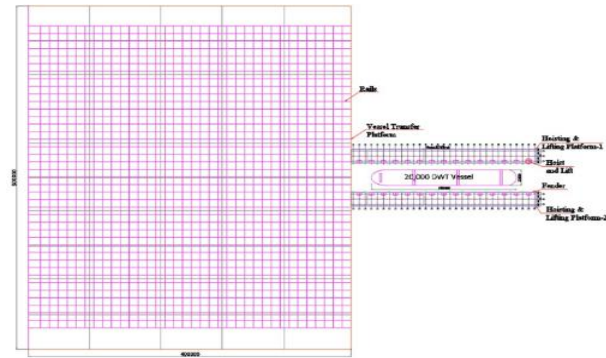 Rails
Vessel Transfer
Platform
Hoisting &
Lifting Platform-1
Hoist
and Lift
20,000 DWT Vessel
Fender
Hoisting &
Lifting Platform-2
400000